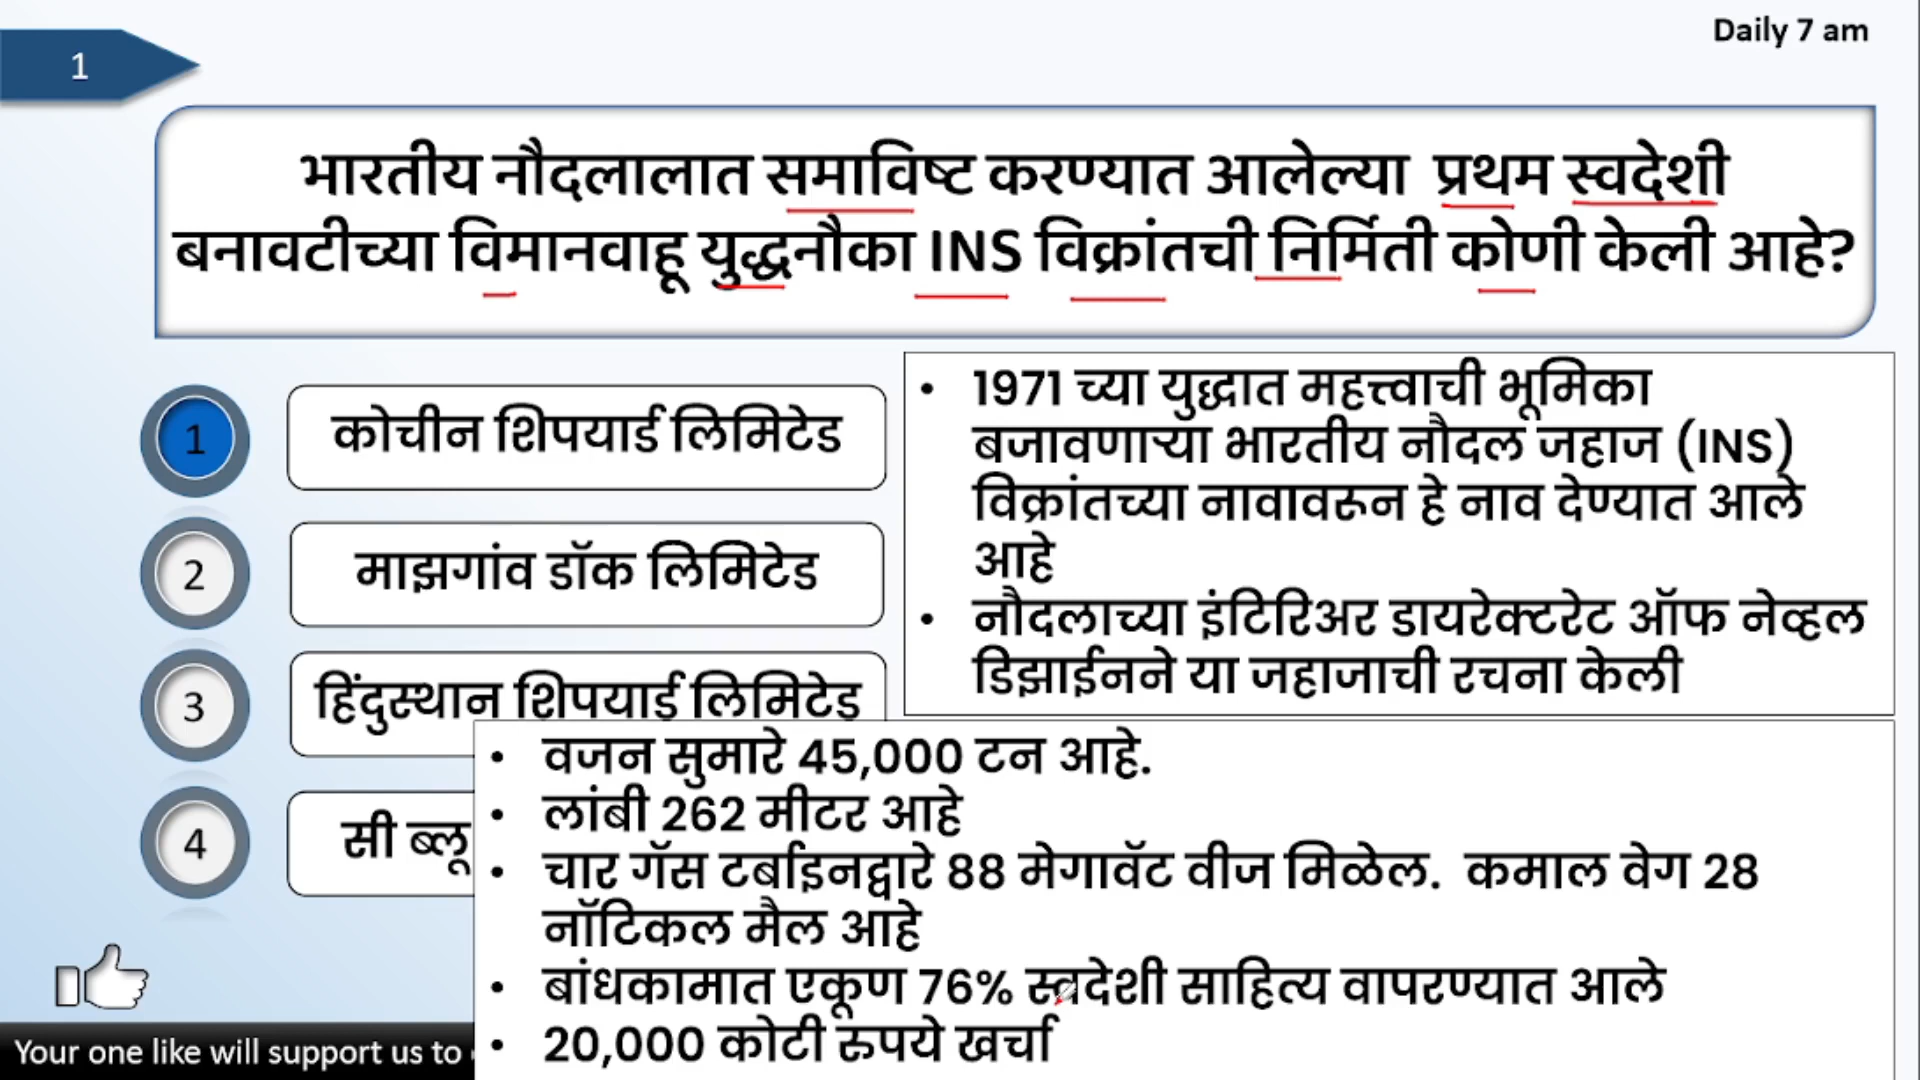 Daily 7 am
1
भारतीय नौदलालात समाविष्ट करण्यात आलेल्या प्रथम स्वदेशी
बनावटीच्या विमानवाहू युद्धनौका INS विक्रांतची निर्मिती कोणी केली आहे?
1
कोचीन शिपयार्ड लिमिटेड
2
माझगांव डॉक लिमिटेड
3
हिंदुस्थान शिपयार्ड लिमिटेड
4
सी ब्लू
• 1971 च्या युद्धात महत्त्वाची भूमिका
बजावणाऱ्या भारतीय नौदल जहाज (INS)
विक्रांतच्या नावावरून हे नाव देण्यात आले
आहे
• नौदलाच्या इंटिरिअर डायरेक्टरेट ऑफ नेव्हल
डिझाईनने या जहाजाची रचना केली
• वजन सुमारे 45,000 टन आहे.
• लांबी 262 मीटर आहे
• चार गॅस टर्बाइनद्वारे 88 मेगावॅट वीज मिळेल. कमाल वेग 28
नॉटिकल मैल आहे
• बांधकामात एकूण 76% स्वदेशी साहित्य वापरण्यात आले
• 20,000 कोटी रुपये खर्चा
Your one like will support us to